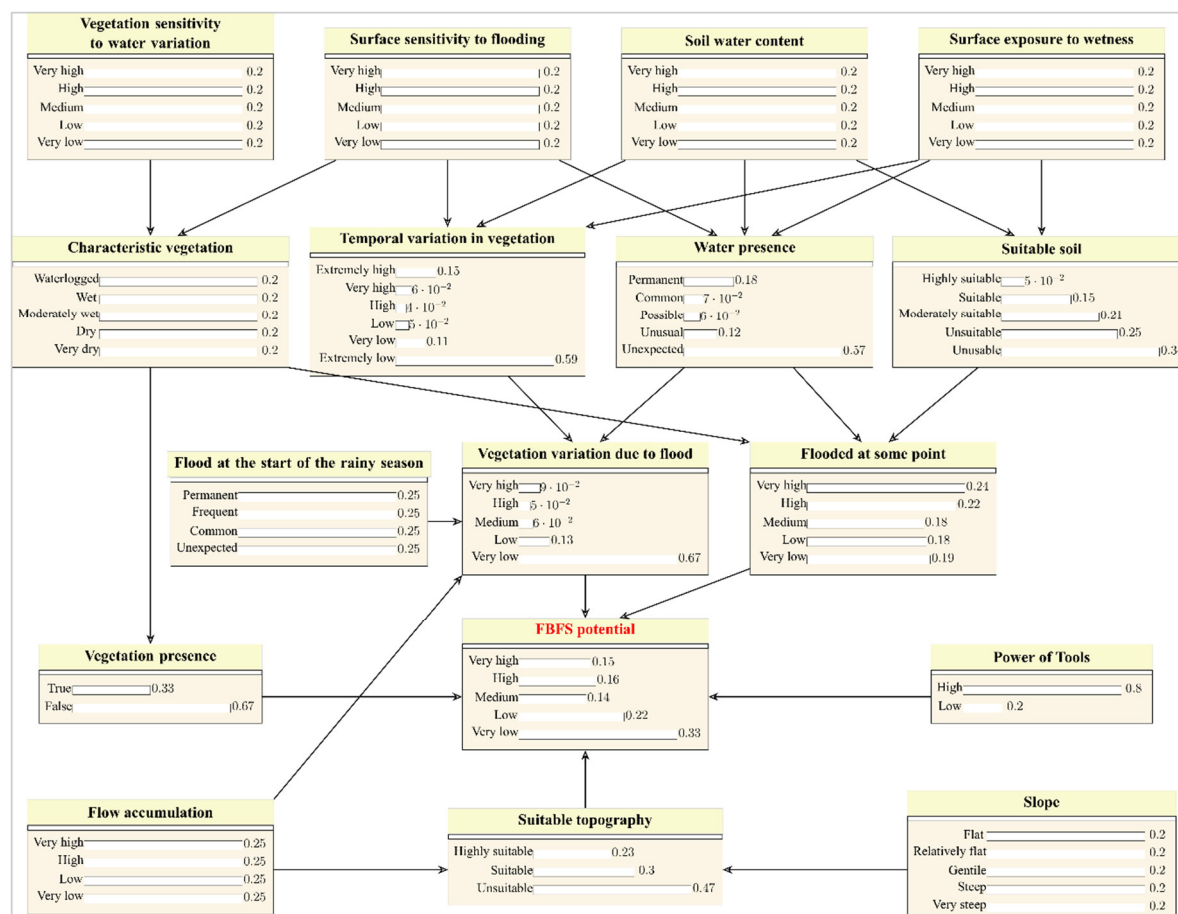 Vegetation sensitivity
to water variation
Very high 0.2
High 0.2
Medium 0.2
Low 0.2
Very low 0.2
Surface sensitivity to flooding
Very high 0.2
High 0.2
Medium 0.2
Low 0.2
Very low 0.2
Soil water content
Very high 0.2
High 0.2
Medium 0.2
Low 0.2
Very low 0.2
Surface exposure to wetness
Very high 0.2
High 0.2
Medium 0.2
Low 0.2
Very low 0.2
Characteristic vegetation
Waterlogged 0.2
Wet 0.2
Moderately wet 0.2
Dry 0.2
Very dry 0.2
Temporal variation in vegetation
Extremely high 0.15
Very high 6 · 10⁻²
High 4 · 10⁻²
Low 5 · 10⁻²
Very low 0.11
Extremely low 0.59
Water presence
Permanent 0.18
Common 7 · 10⁻²
Possible 6 · 10⁻²
Unusual 0.12
Unexpected 0.57
Suitable soil
Highly suitable 5 · 10⁻²
Suitable 0.15
Moderately suitable 0.21
Unsuitable 0.25
Unusable 0.34
Flood at the start of the rainy season
Permanent 0.25
Frequent 0.25
Common 0.25
Unexpected 0.25
Vegetation variation due to flood
Very high 9 · 10⁻²
High 5 · 10⁻²
Medium 6 · 10⁻²
Low 0.13
Very low 0.67
Flooded at some point
Very high 0.24
High 0.22
Medium 0.18
Low 0.18
Very low 0.19
Vegetation presence
True 0.33
False 0.67
FBFS potential
Very high 0.15
High 0.16
Medium 0.14
Low 0.22
Very low 0.33
Power of Tools
High 0.8
Low 0.2
Flow accumulation
Very high 0.25
High 0.25
Low 0.25
Very low 0.25
Suitable topography
Highly suitable 0.23
Suitable 0.3
Unsuitable 0.47
Slope
Flat 0.2
Relatively flat 0.2
Gentile 0.2
Steep 0.2
Very steep 0.2